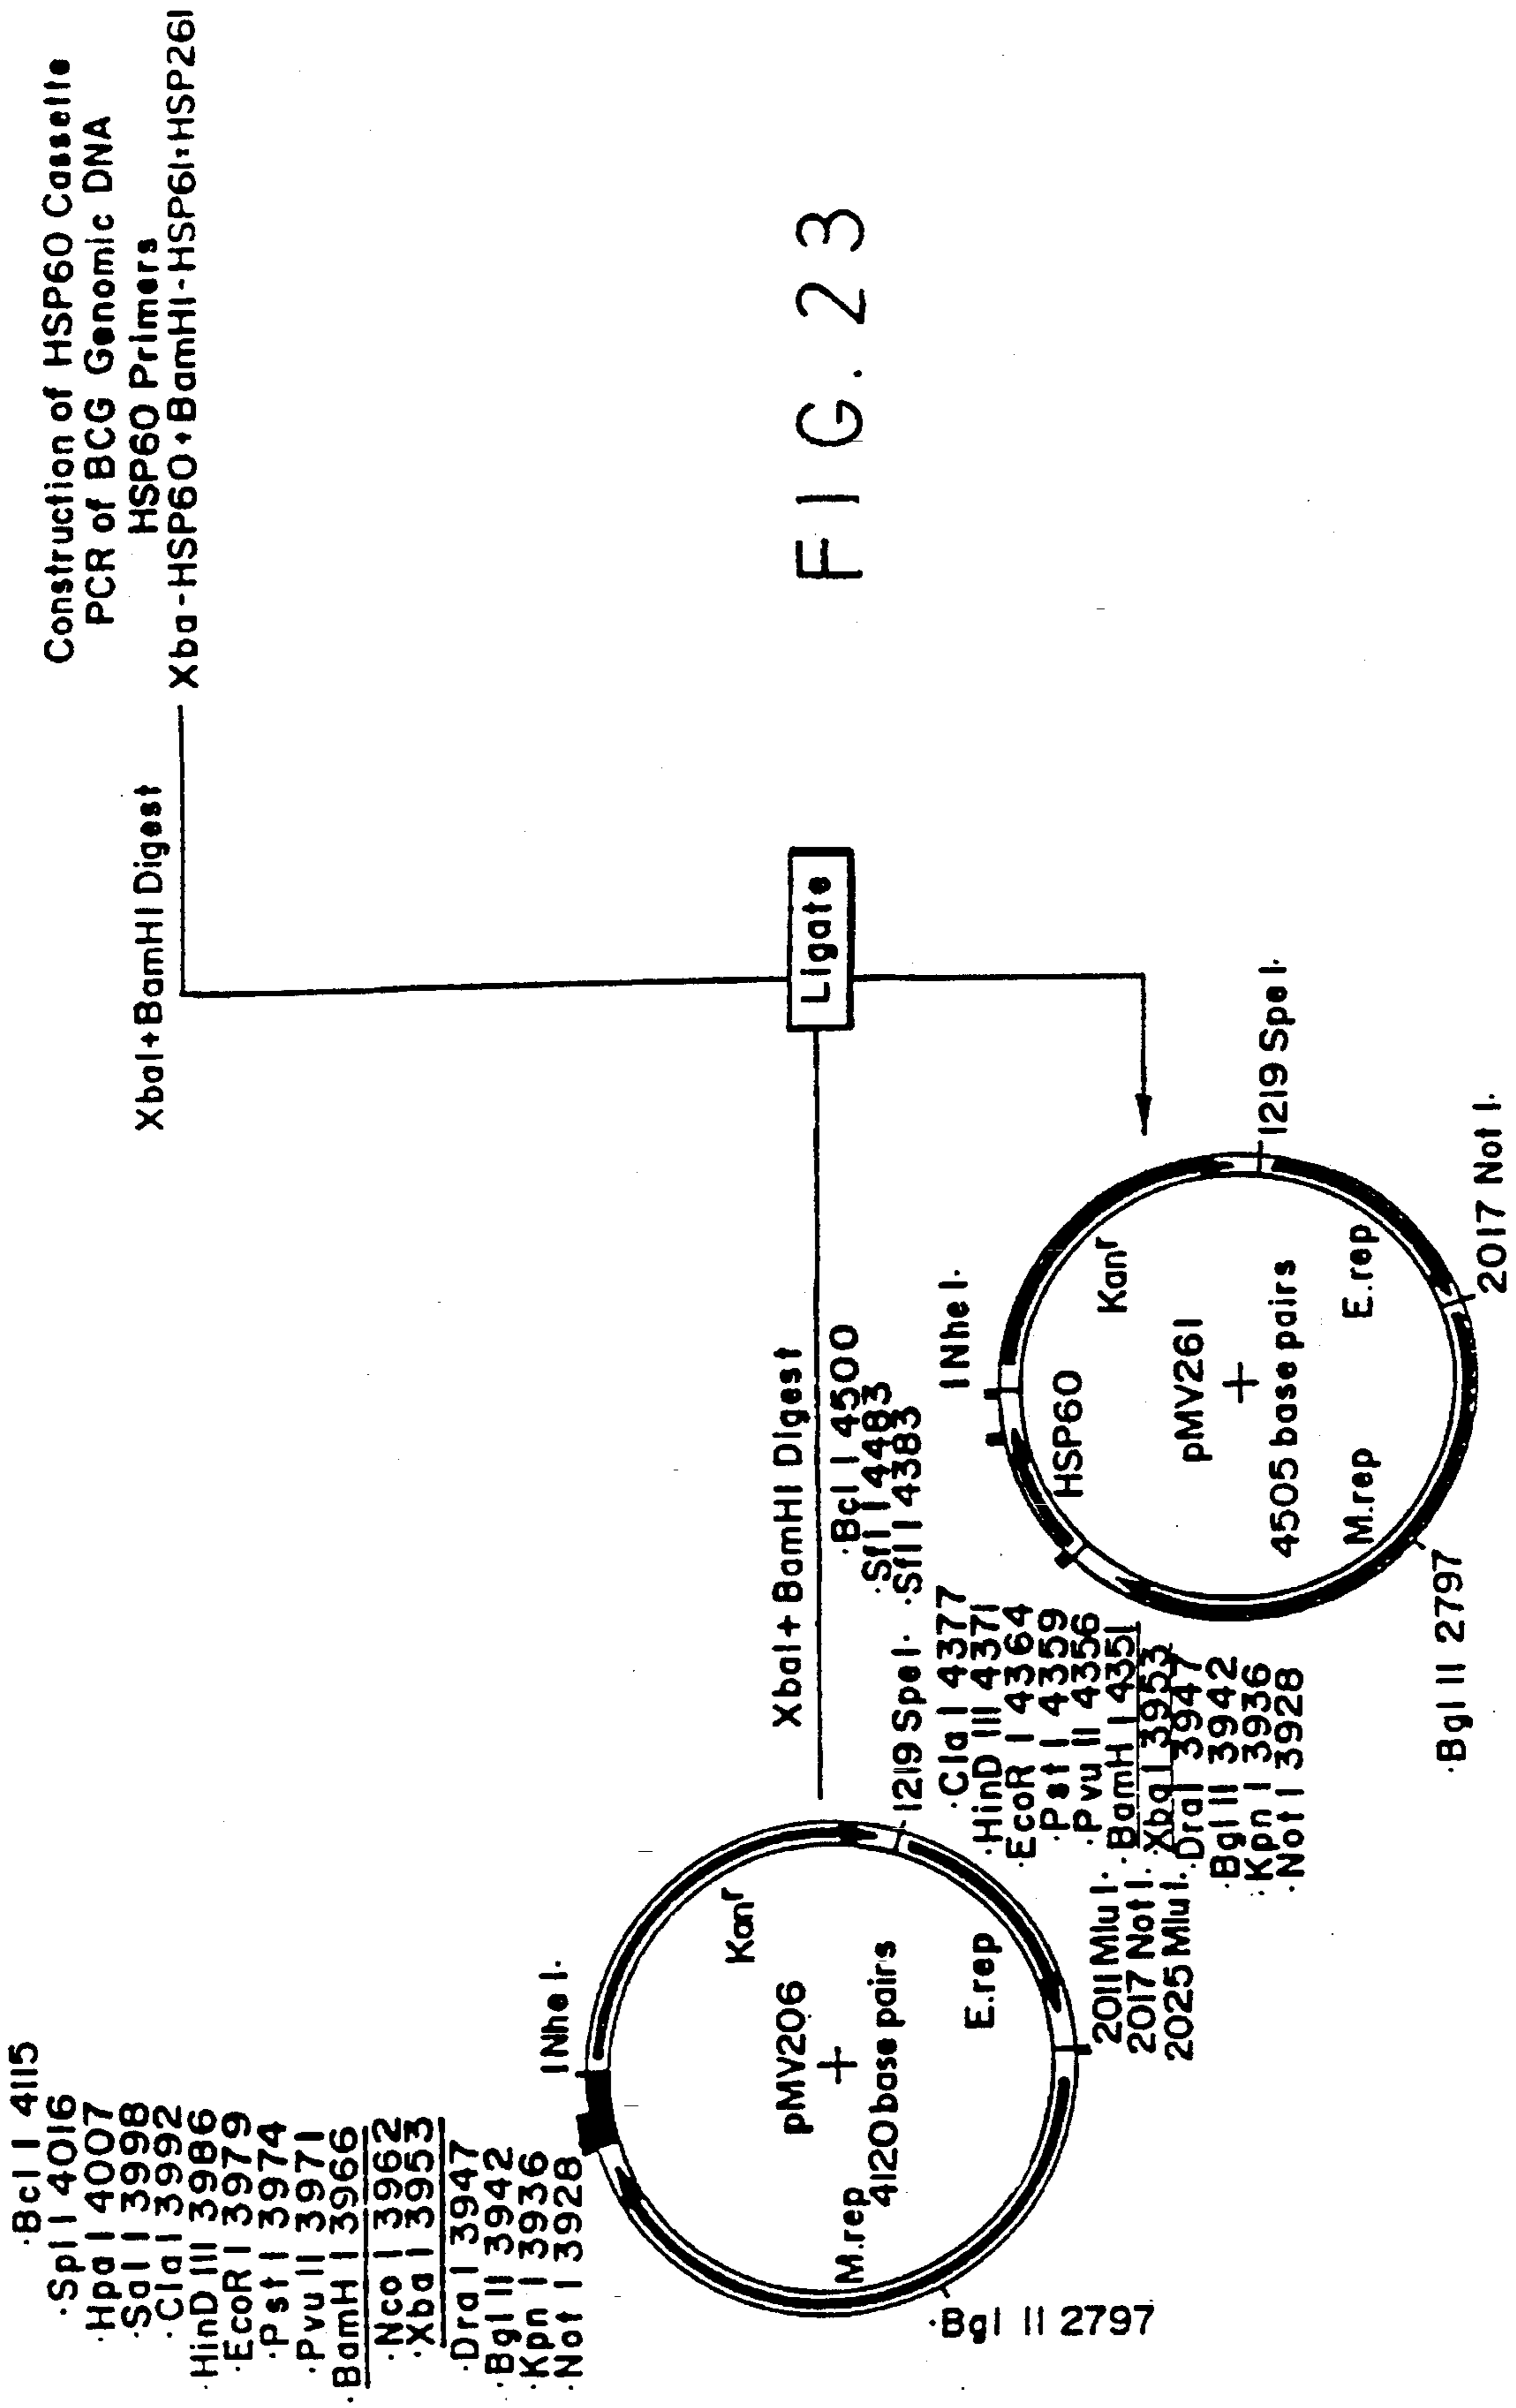 Construction of HSP60 Cassette
PCR of BCG Genomic DNA
HSP60 Primers
Xba-HSP60+BamHI-HSP61:HSP261
XbaI+BamHI Digest
Ligate
XbaI+BamHI Digest
FIG. 23
·Bcl I 4115
·Spl I 4016
·Hpa I 4007
·Sal I 3998
·Cla I 3992
·HinD III 3986
·EcoR I 3979
·Pst I 3974
·Pvu II 3971
·BamH I 3966
·Nco I 3962
·Xba I 3953
·Dra I 3947
·Bgl II 3942
·Kpn I 3936
·Not I 3928
1 Nhe I·
Kanʳ
pMV206
+
4120 base pairs
M.rep
E.rep
1219 Spe I·
2011 Mlu I·
2017 Not I·
2025 Mlu I·
·Bgl II 2797
·Bcl I 4500
·Sfi I 4483
·Sfi I 4383
·Cla I 4377
·HinD III 4371
·EcoR I 4364
·Pst I 4359
·Pvu II 4356
·BamH I 4351
·Xba I 3953
·Dra I 3947
·Bgl II 3942
·Kpn I 3936
·Not I 3928
1 Nhe I·
HSP60
Kanʳ
pMV261
+
4505 base pairs
M.rep
E.rep
1219 Spe I·
2017 Not I·
·Bgl II 2797